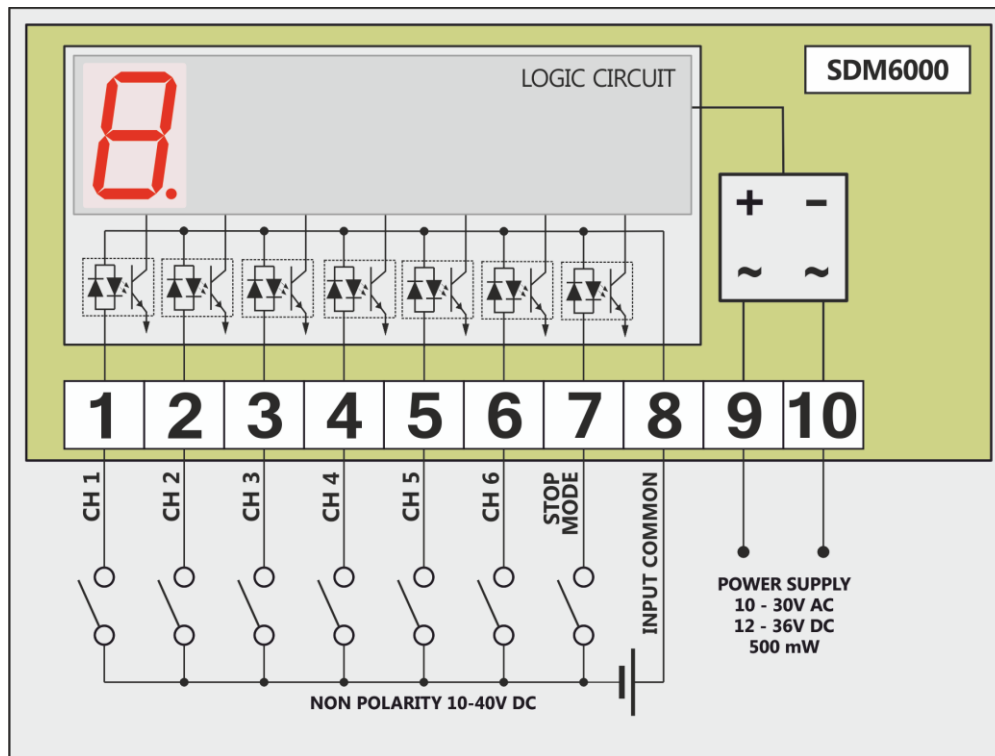 LOGIC CIRCUIT
SDM6000
+ -
~ ~
1 2 3 4 5 6 7 8 9 10
CH 1
CH 2
CH 3
CH 4
CH 5
CH 6
STOP
MODE
INPUT COMMON
POWER SUPPLY
10 - 30V AC
12 - 36V DC
500 mW
NON POLARITY 10-40V DC